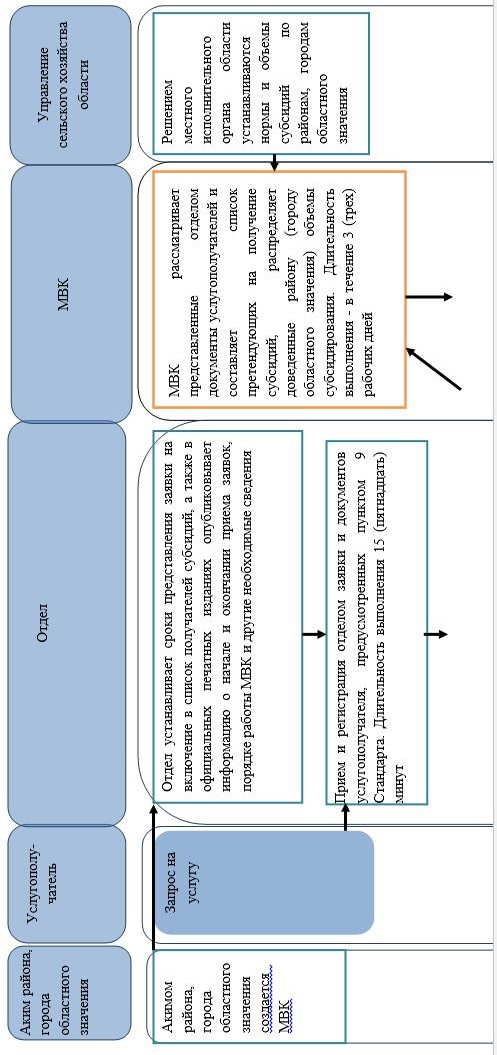 Аким района,
города
областного
значения
Услугополу-
чатель
Отдел
МВК
Управление
сельского хозяйства
области
Акимом
района,
города
областного
значения
создается
МВК
Запрос на
услугу
Отдел устанавливает сроки представления заявки на
включение в список получателей субсидий, а также в
официальных печатных изданиях опубликовывает
информацию о начале и окончании приема заявок,
порядке работы МВК и другие необходимые сведения
Прием и регистрация отделом заявки и документов
услугополучателя, предусмотренных пунктом 9
Стандарта. Длительность выполнения 15 (пятнадцать)
минут
МВК рассматривает
представленные отделом
документы услугополучателей и
составляет список
претендующих на получение
субсидий, распределяет
доведенные району (городу
областного значения) объемы
субсидирования. Длительность
выполнения - в течение 3 (трех)
рабочих дней
Решением
местного
исполнительного
органа области
устанавливаются
нормы и объемы
субсидий по
районам, городам
областного
значения